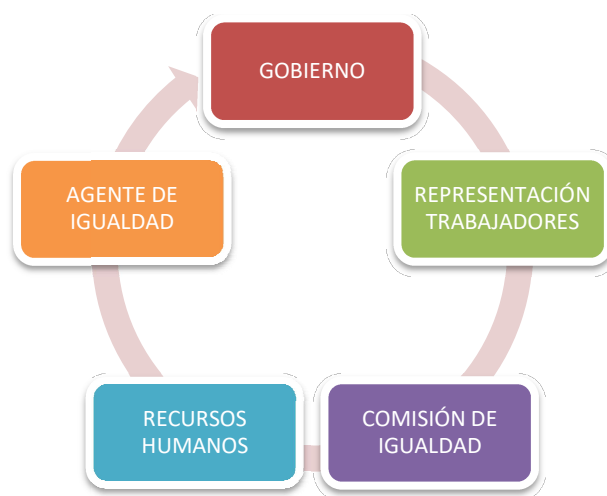 GOBIERNO
REPRESENTACIÓN
TRABAJADORES
COMISIÓN DE
IGUALDAD
RECURSOS
HUMANOS
AGENTE DE
IGUALDAD